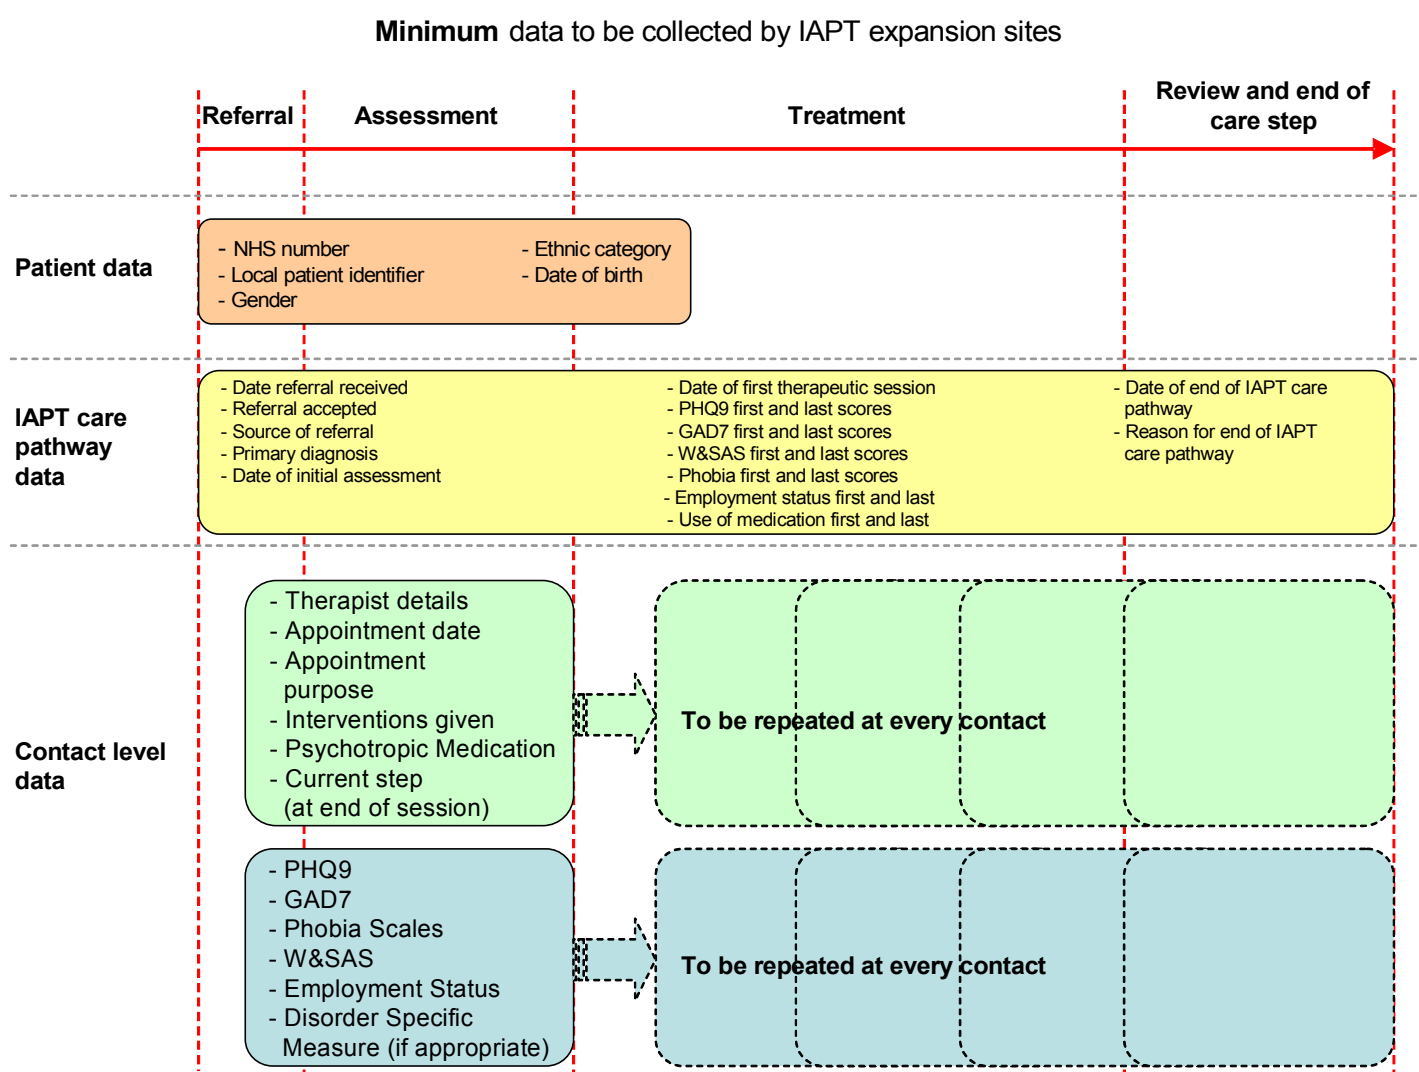 Minimum data to be collected by IAPT expansion sites
Referral
Assessment
Treatment
Review and end of
care step
Patient data
- NHS number
- Local patient identifier
- Gender
- Ethnic category
- Date of birth
IAPT care
pathway
data
- Date referral received
- Referral accepted
- Source of referral
- Primary diagnosis
- Date of initial assessment
- Date of first therapeutic session
- PHQ9 first and last scores
- GAD7 first and last scores
- W&SAS first and last scores
- Phobia first and last scores
- Employment status first and last
- Use of medication first and last
- Date of end of IAPT care
pathway
- Reason for end of IAPT
care pathway
Contact level
data
- Therapist details
- Appointment date
- Appointment
purpose
- Interventions given
- Psychotropic Medication
- Current step
(at end of session)
To be repeated at every contact
- PHQ9
- GAD7
- Phobia Scales
- W&SAS
- Employment Status
- Disorder Specific
Measure (if appropriate)
To be repeated at every contact